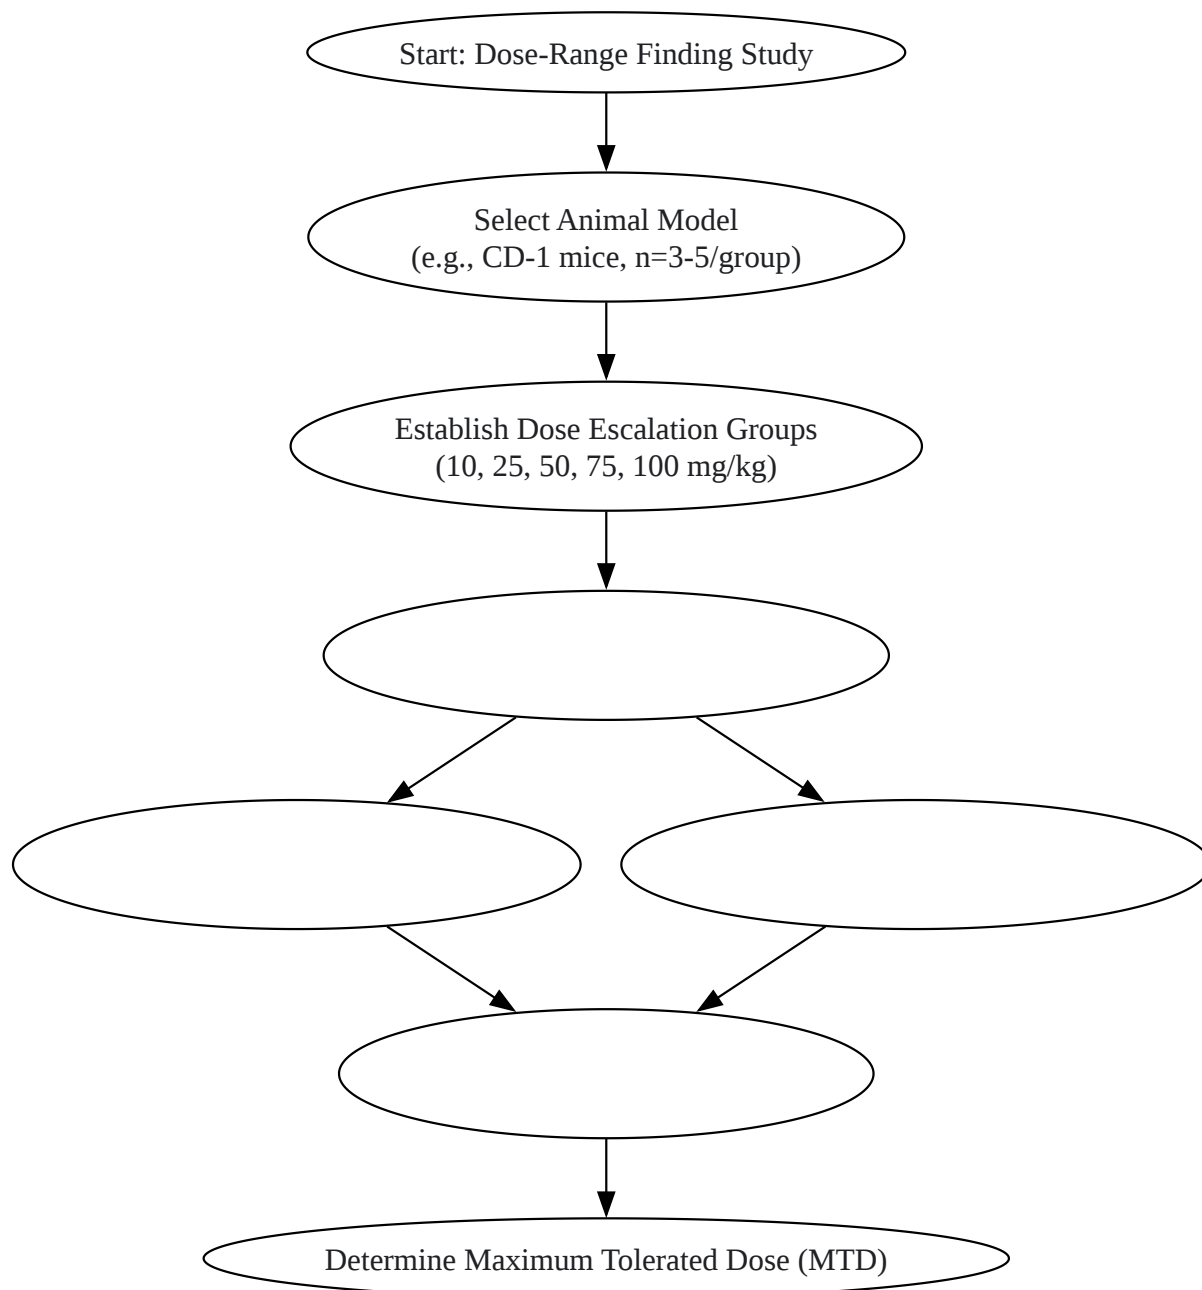 Start: Dose-Range Finding Study
Select Animal Model
(e.g., CD-1 mice, n=3-5/group)
Establish Dose Escalation Groups
(10, 25, 50, 75, 100 mg/kg)
Determine Maximum Tolerated Dose (MTD)